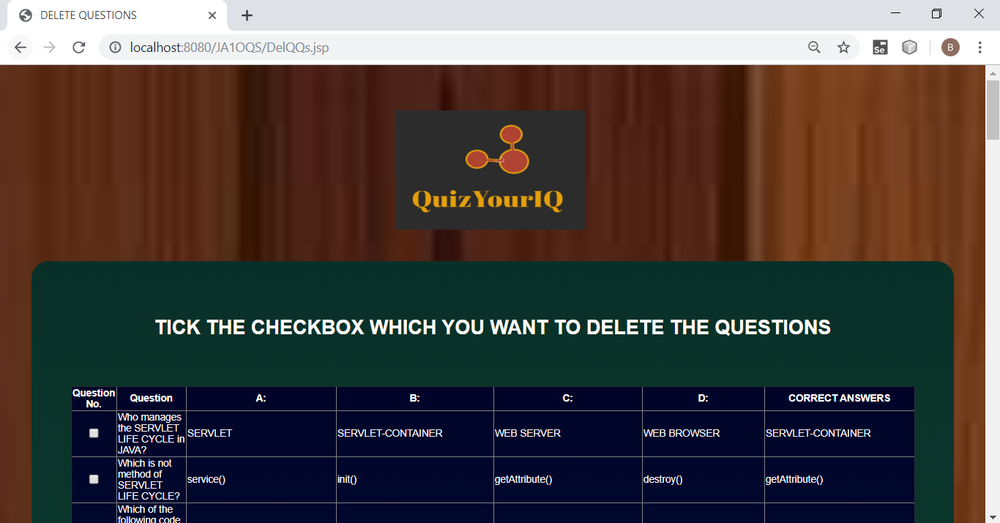 DELETE QUESTIONS
localhost:8080/JA1OQS/DelQQs.jsp
Se
B
QuizYourIQ
TICK THE CHECKBOX WHICH YOU WANT TO DELETE THE QUESTIONS
Question No. Question A: B: C: D: CORRECT ANSWERS
Who manages
the SERVLET
LIFE CYCLE in
JAVA?
SERVLET SERVLET-CONTAINER WEB SERVER WEB BROWSER SERVLET-CONTAINER
Which is not
method of
SERVLET
LIFE CYCLE?
service() init() getAttribute() destroy() getAttribute()
Which of the
following code